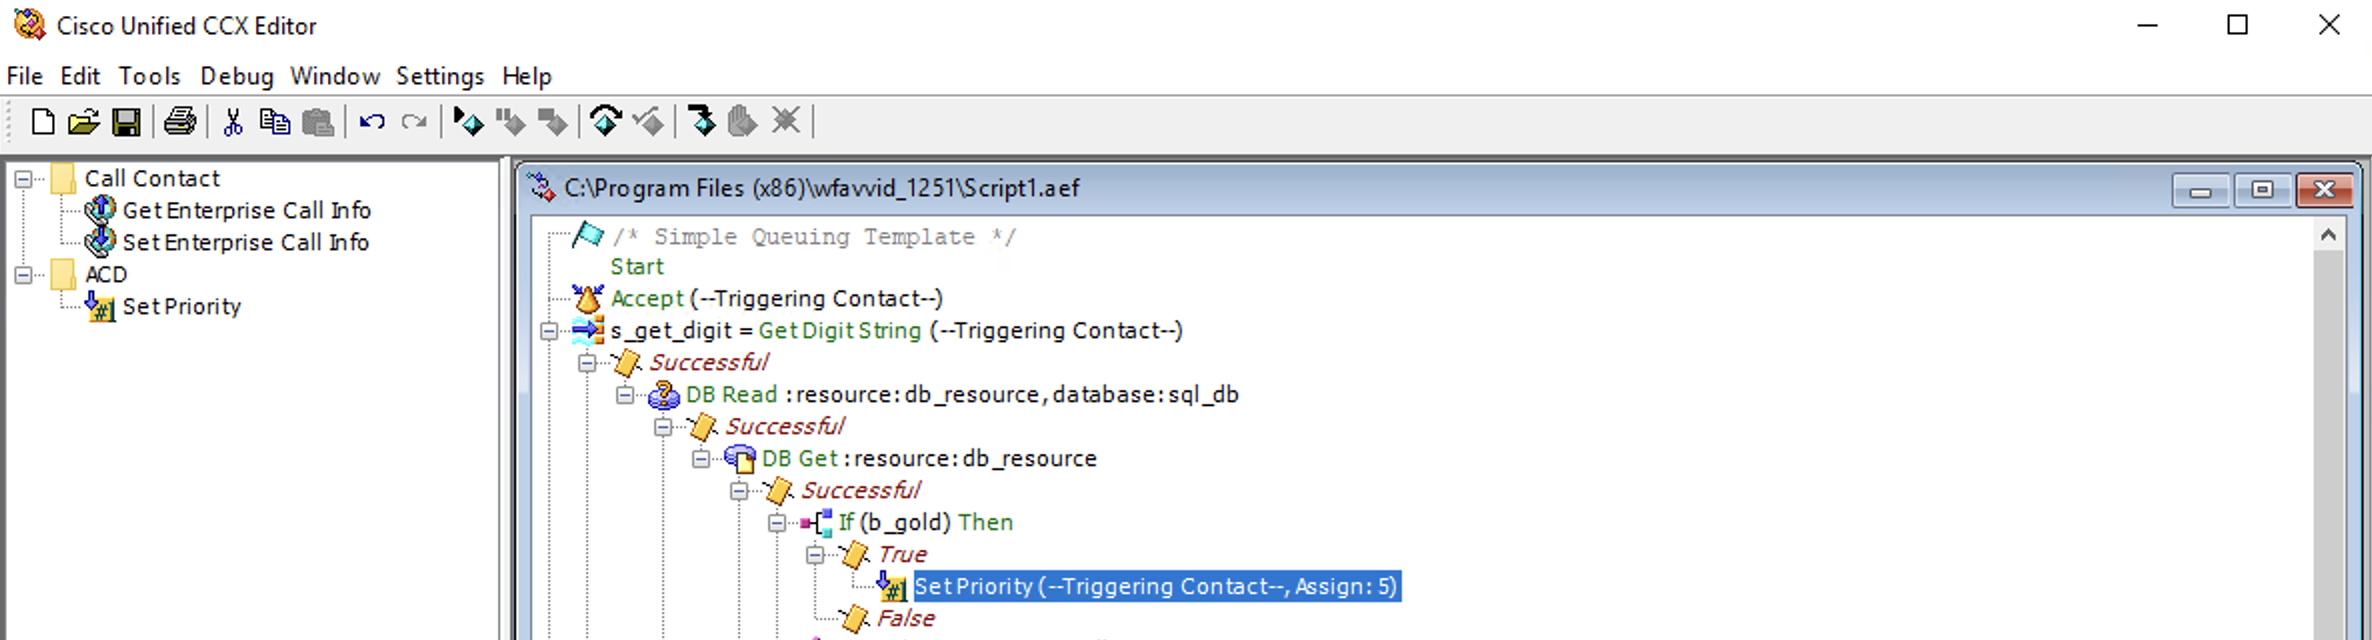 Cisco Unified CCX Editor
File Edit Tools Debug Window Settings Help
Call Contact
Get Enterprise Call Info
Set Enterprise Call Info
ACD
Set Priority
C:\Program Files (x86)\wfavvid_1251\Script1.aef
/* Simple Queuing Template */
Start
Accept (--Triggering Contact--)
s_get_digit = Get Digit String (--Triggering Contact--)
Successful
DB Read :resource: db_resource, database: sql_db
Successful
DB Get :resource: db_resource
Successful
If (b_gold) Then
True
Set Priority (--Triggering Contact--, Assign: 5)
False